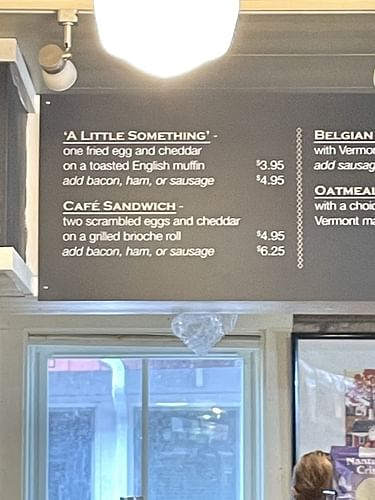 'A LITTLE SOMETHING' -
one fried egg and cheddar
on a toasted English muffin $3.95
add bacon, ham, or sausage $4.95
CAFÉ SANDWICH -
two scrambled eggs and cheddar
on a grilled brioche roll $4.95
add bacon, ham, or sausage $6.25
BELGIAN
with Vermo
add sausag
OATMEAL
with a choic
Vermont ma